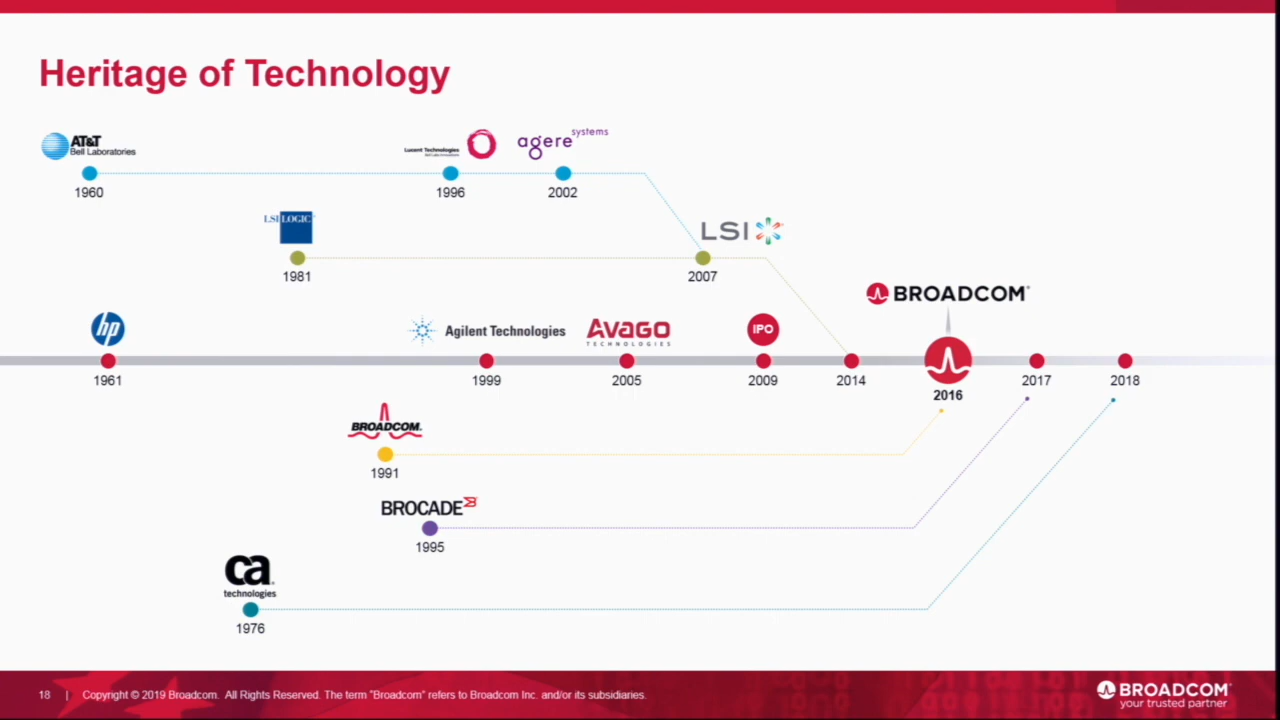 Heritage of Technology
AT&T
Bell Laboratories
1960
Lucent Technologies
Bell Labs Innovations
1996
agere systems
2002
LSI LOGIC
1981
LSI
2007
hp
1961
Agilent Technologies
1999
AVAGO
TECHNOLOGIES
2005
IPO
2009
2014
BROADCOM
2016
2017
2018
BROADCOM
1991
BROCADE
1995
ca
technologies
1976
18 | Copyright © 2019 Broadcom. All Rights Reserved. The term "Broadcom" refers to Broadcom Inc. and/or its subsidiaries.
BROADCOM
your trusted partner